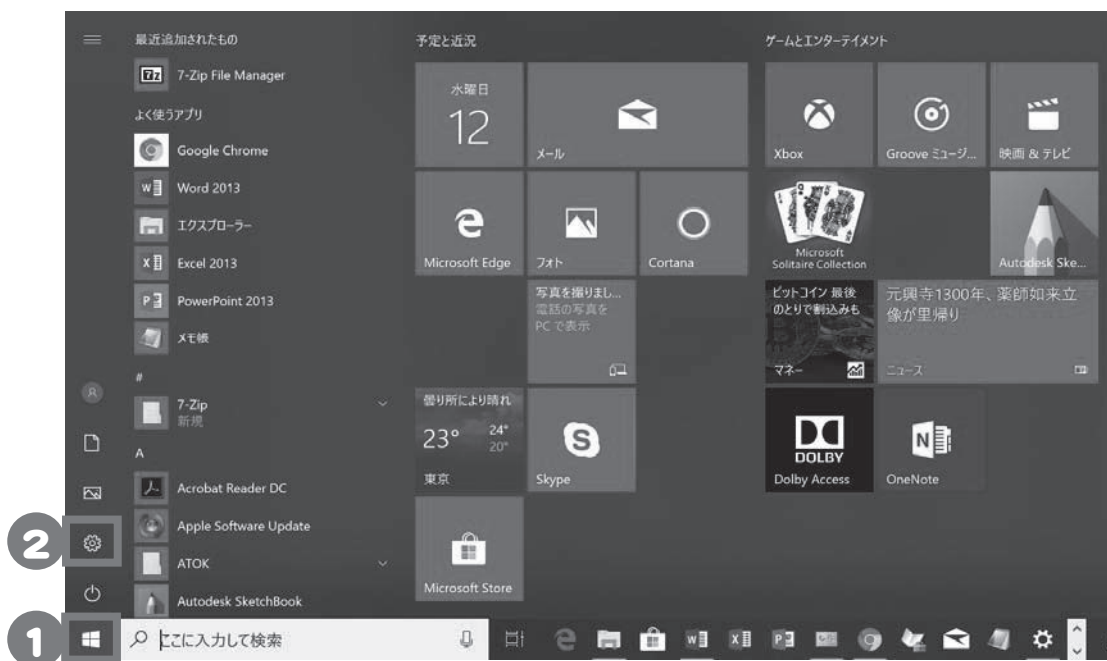 最近追加されたもの
7-Zip File Manager
よく使うアプリ
Google Chrome
Word 2013
エクスプローラー
Excel 2013
PowerPoint 2013
メモ帳
#
7-Zip
新規
A
Acrobat Reader DC
Apple Software Update
ATOK
Autodesk SketchBook
予定と近況
水曜日
12
メール
Microsoft Edge
フォト
Cortana
写真を撮りまし...
電話の写真を
PC で表示
曇り所により晴れ
23° 24°
20°
東京
Skype
Microsoft Store
ゲームとエンターテイメント
Xbox
Groove ミュージ...
映画 & テレビ
Microsoft
Solitaire Collection
Autodesk Ske...
ビットコイン 最後
のとりで割込みも
マネー
元興寺1300年、薬師如来立
像が里帰り
ニュース
DOLBY
Dolby Access
OneNote
2
1
ここに入力して検索